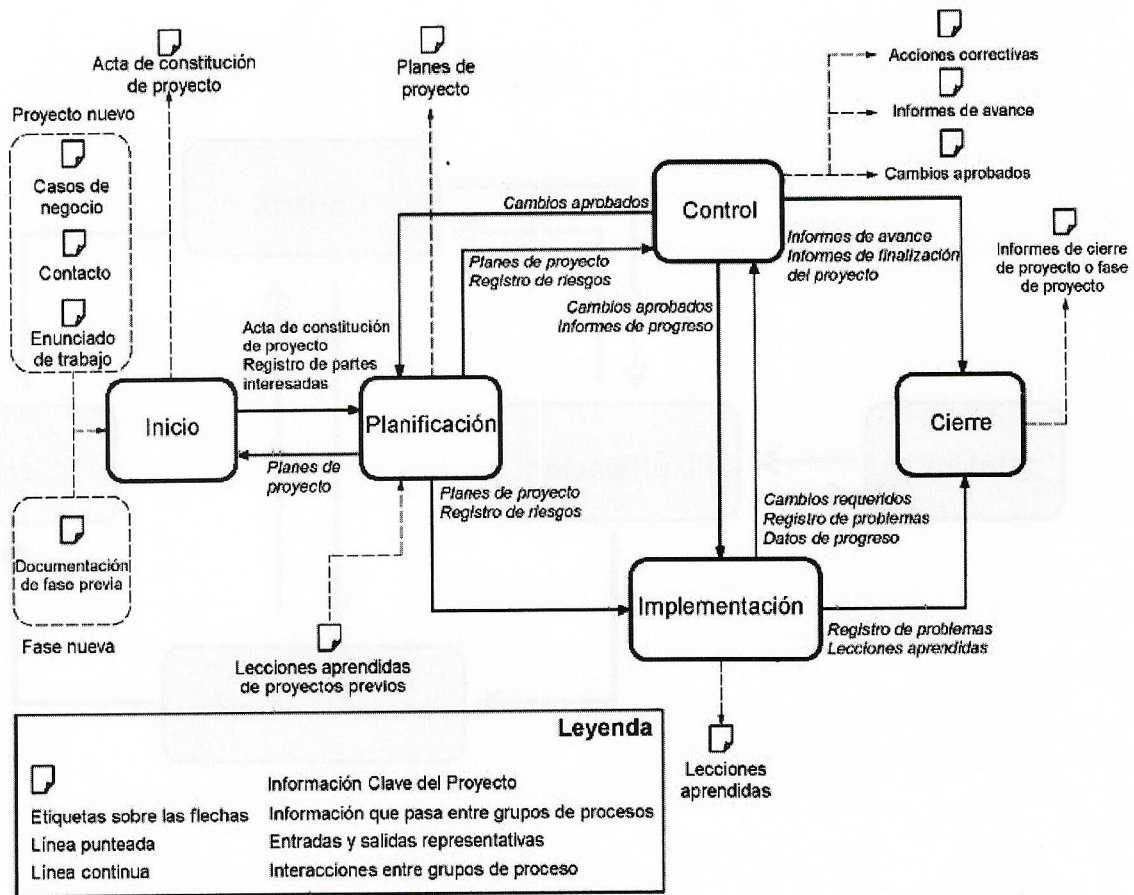 Acta de constitución
de proyecto
Planes de
proyecto
Acciones correctivas
Informes de avance
Cambios aprobados
Proyecto nuevo
Casos de
negocio
Contacto
Enunciado
de trabajo
Control
Cambios aprobados
Planes de proyecto
Registro de riesgos
Informes de avance
Informes de finalización
del proyecto
Cambios aprobados
Informes de progreso
Informes de cierre
de proyecto o fase
de proyecto
Acta de constitución
de proyecto
Registro de partes
interesadas
Inicio
Planificación
Cierre
Planes de
proyecto
Planes de proyecto
Registro de riesgos
Cambios requeridos
Registro de problemas
Datos de progreso
Documentación
de fase previa
Fase nueva
Implementación
Registro de problemas
Lecciones aprendidas
Lecciones aprendidas
de proyectos previos
Lecciones
aprendidas
Leyenda
Información Clave del Proyecto
Etiquetas sobre las flechas Información que pasa entre grupos de procesos
Línea punteada Entradas y salidas representativas
Línea continua Interacciones entre grupos de proceso